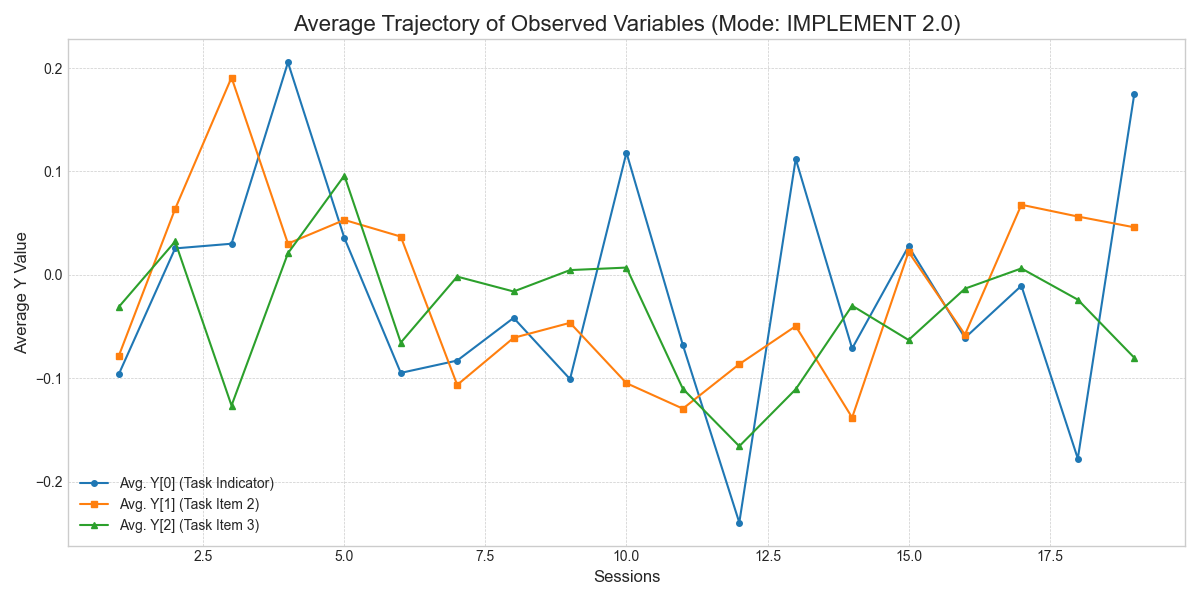 Average Trajectory of Observed Variables (Mode: IMPLEMENT 2.0)
Average Y Value
0.2
0.1
0.0
−0.1
−0.2
Avg. Y[0] (Task Indicator)
Avg. Y[1] (Task Item 2)
Avg. Y[2] (Task Item 3)
2.5 5.0 7.5 10.0 12.5 15.0 17.5
Sessions